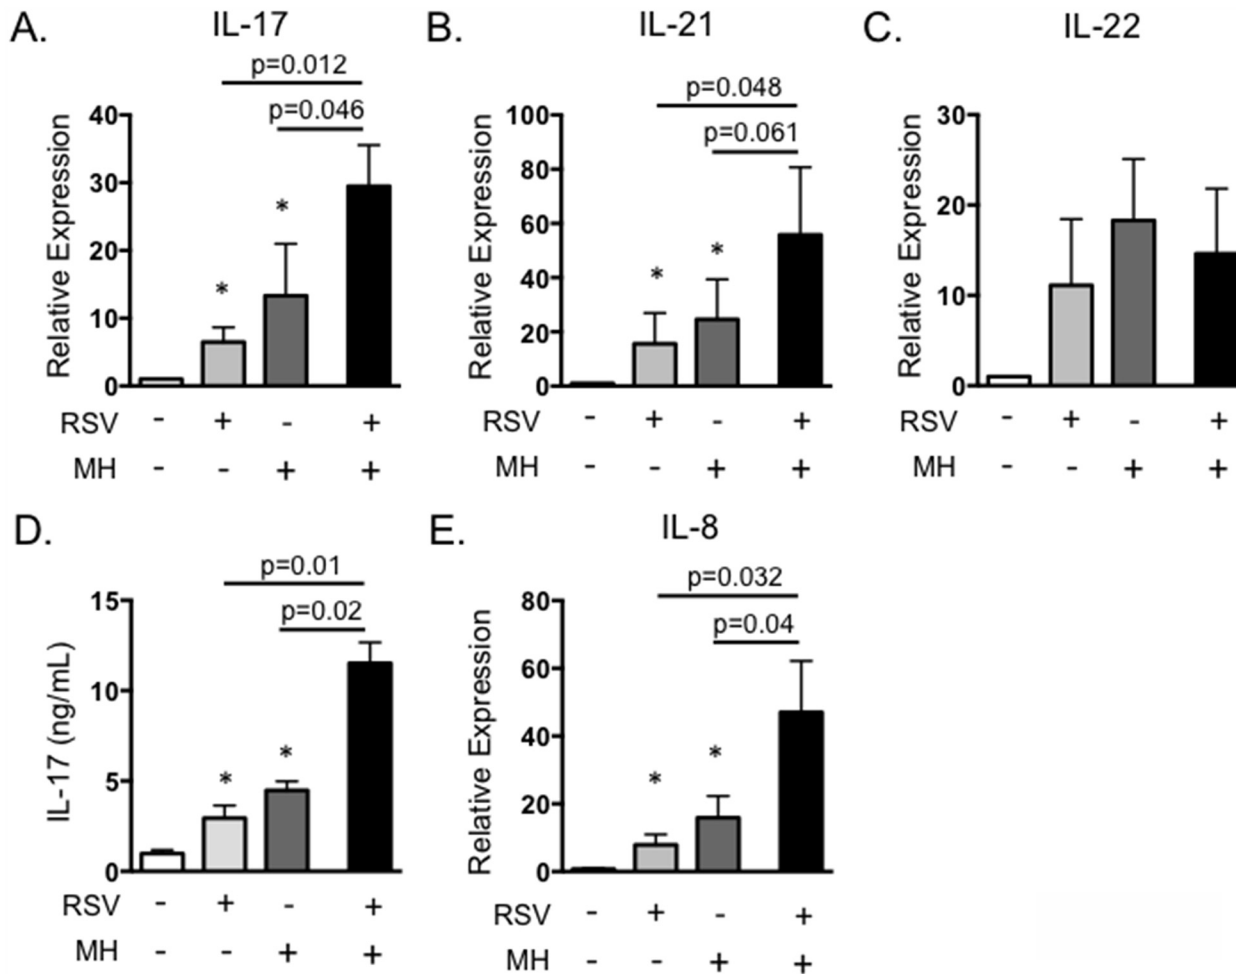 A. IL-17
p=0.012
p=0.046
Relative Expression
40
30
20
10
0
*
*
RSV - + - +
MH - - + +
B. IL-21
p=0.048
p=0.061
Relative Expression
100
80
60
40
20
0
*
*
RSV - + - +
MH - - + +
C. IL-22
Relative Expression
30
20
10
0
RSV - + - +
MH - - + +
D.
p=0.01
p=0.02
IL-17 (ng/mL)
15
10
5
0
*
*
RSV - + - +
MH - - + +
E. IL-8
p=0.032
p=0.04
Relative Expression
80
60
40
20
0
*
*
RSV - + - +
MH - - + +